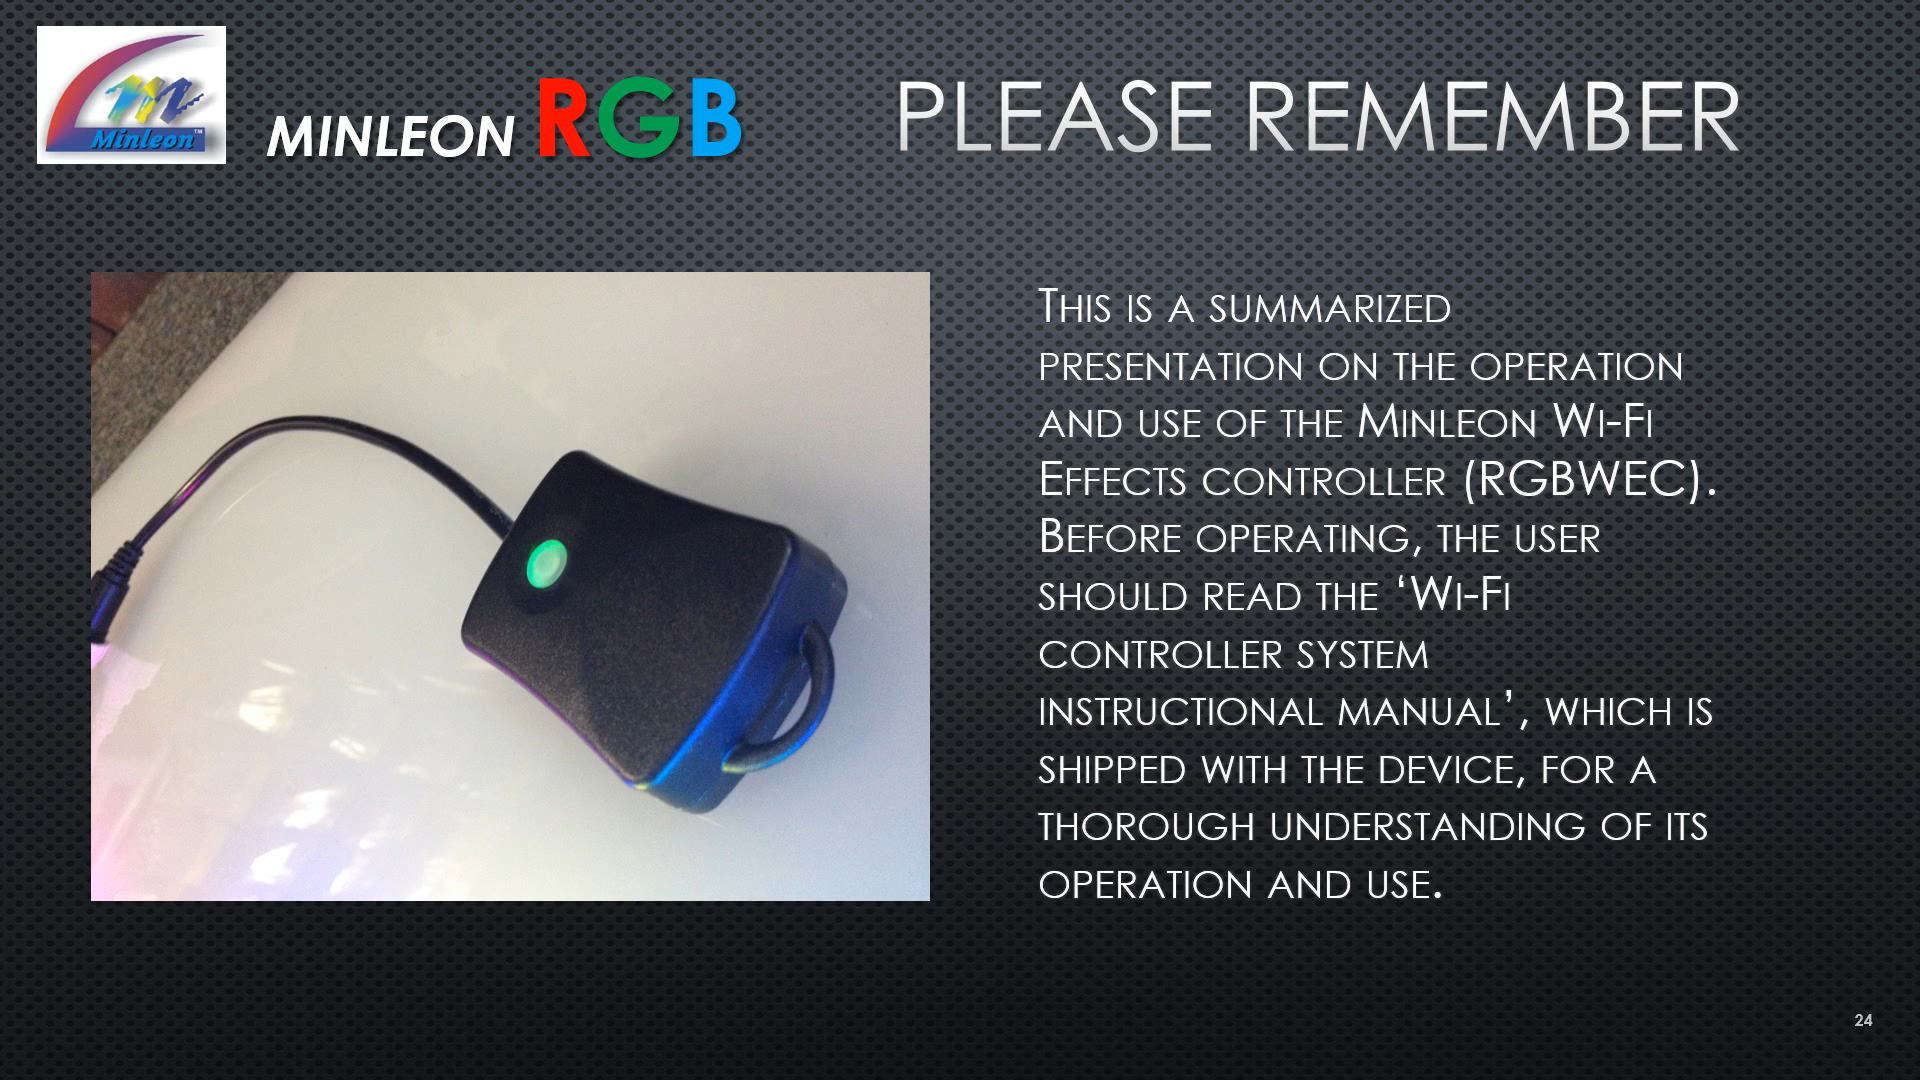 Minleon™
MINLEON RGB
PLEASE REMEMBER
This is a summarized
presentation on the operation
and use of the Minleon Wi-Fi
Effects controller (RGBWEC).
Before operating, the user
should read the ‘Wi-Fi
controller system
instructional manual’, which is
shipped with the device, for a
thorough understanding of its
operation and use.
24